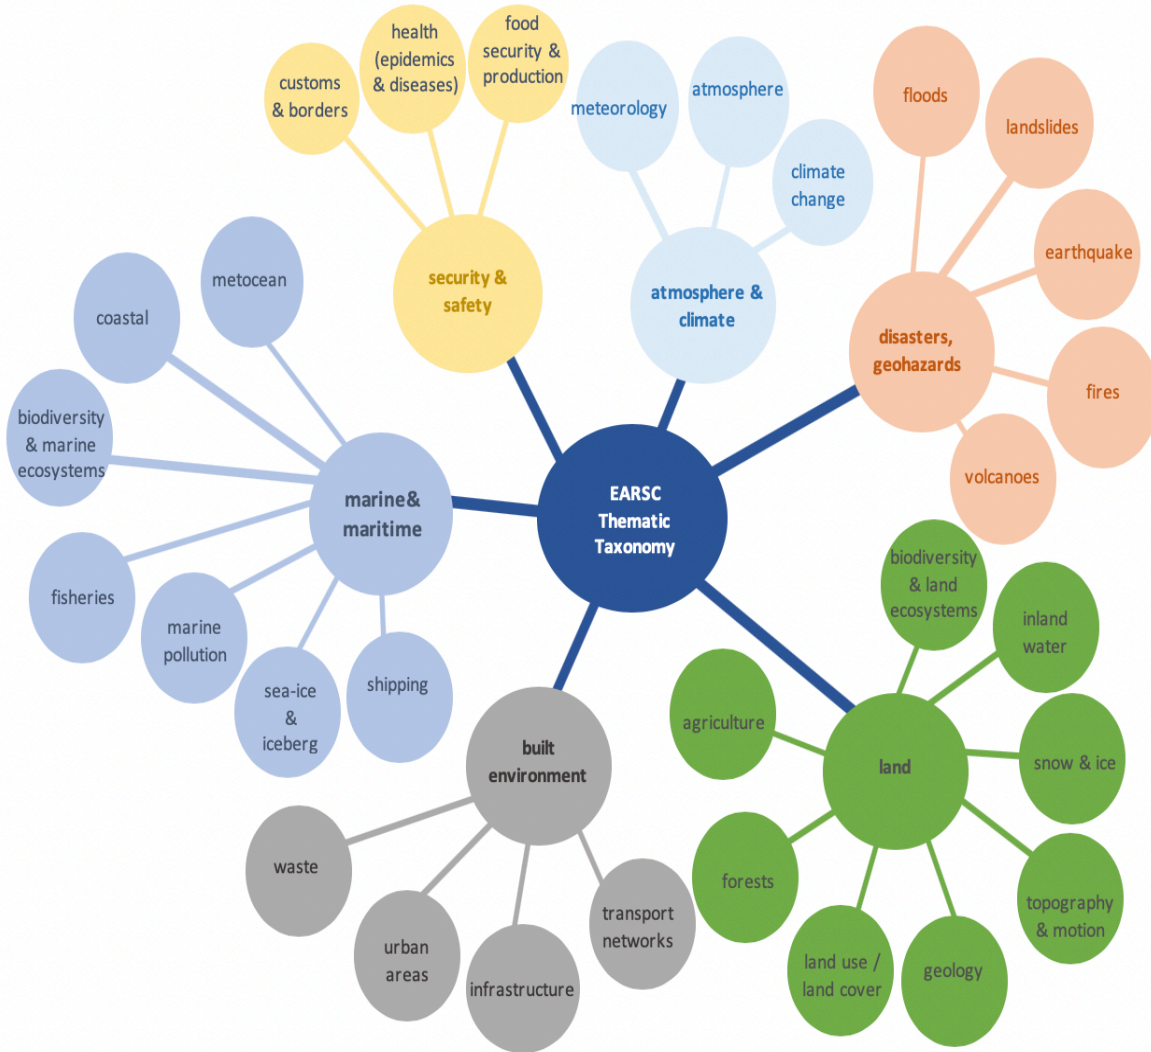 health
(epidemics
& diseases)
food
security &
production
customs
& borders
security &
safety
meteorology
atmosphere
climate
change
atmosphere &
climate
floods
landslides
earthquake
fires
volcanoes
disasters,
geohazards
metocean
coastal
biodiversity
& marine
ecosystems
fisheries
marine
pollution
sea-ice
&
iceberg
shipping
marine&
maritime
EARSC
Thematic
Taxonomy
built
environment
waste
urban
areas
infrastructure
transport
networks
biodiversity
& land
ecosystems
inland
water
agriculture
land
snow & ice
forests
topography
& motion
land use /
land cover
geology